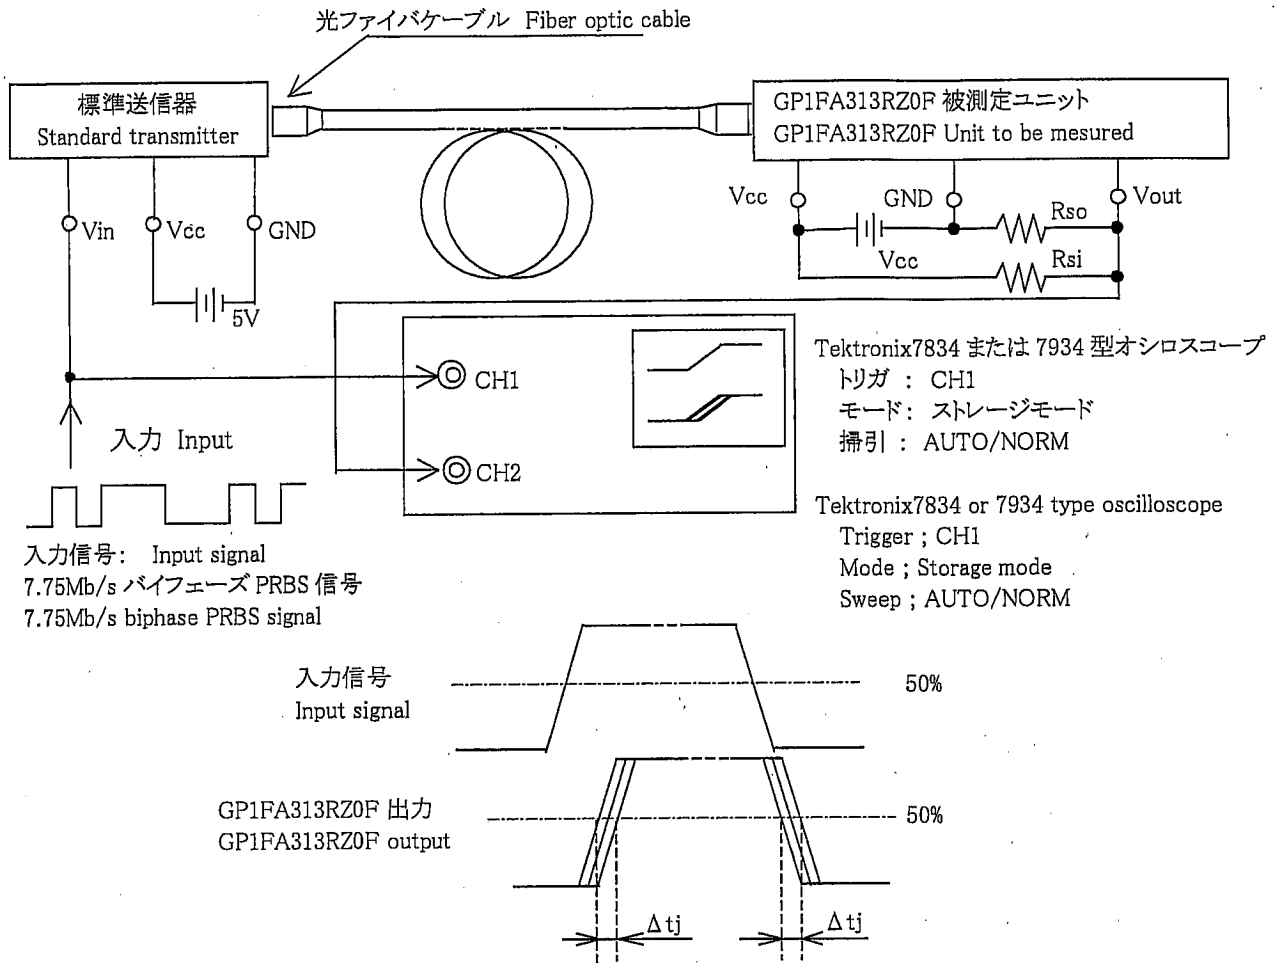 光ファイバケーブル Fiber optic cable
標準送信器
Standard transmitter
GP1FA313RZ0F 被測定ユニット
GP1FA313RZ0F Unit to be mesured
Vin
Vcc
GND
5V
Vcc
GND
Vout
Rso
Vcc
Rsi
CH1
CH2
入力 Input
Tektronix7834 または 7934 型オシロスコープ
トリガ : CH1
モード: ストレージモード
掃引 : AUTO/NORM
Tektronix7834 or 7934 type oscilloscope
Trigger ; CH1
Mode ; Storage mode
Sweep ; AUTO/NORM
入力信号: Input signal
7.75Mb/s バイフェーズ PRBS 信号
7.75Mb/s biphase PRBS signal
入力信号
Input signal
50%
GP1FA313RZ0F 出力
GP1FA313RZ0F output
50%
Δtj
Δtj